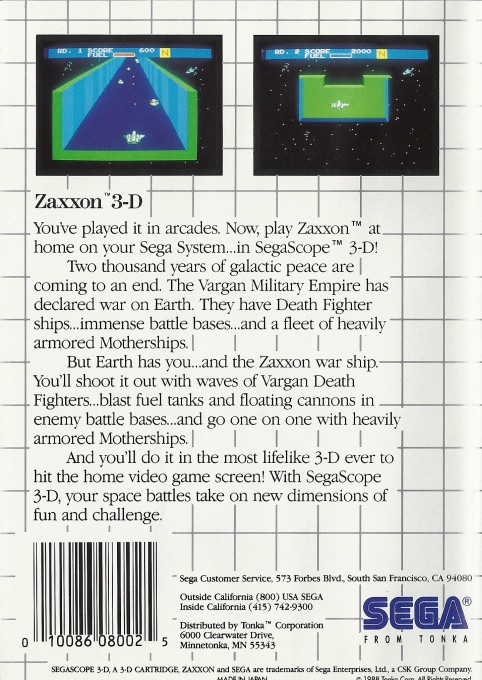 RD. 1 SCORE 600 N
FUEL
RD. 2 SCORE 2000 N
FUEL
Zaxxon™ 3-D
You've played it in arcades. Now, play Zaxxon™ at
home on your Sega System...in SegaScope™ 3-D!
Two thousand years of galactic peace are
coming to an end. The Vargan Military Empire has
declared war on Earth. They have Death Fighter
ships...immense battle bases...and a fleet of heavily
armored Motherships.
But Earth has you...and the Zaxxon war ship.
You'll shoot it out with waves of Vargan Death
Fighters...blast fuel tanks and floating cannons in
enemy battle bases...and go one on one with heavily
armored Motherships.
And you'll do it in the most lifelike 3-D ever to
hit the home video game screen! With SegaScope
3-D, your space battles take on new dimensions of
fun and challenge.
0 10086 08002 5
Sega Customer Service, 573 Forbes Blvd., South San Francisco, CA 94080
Outside California (800) USA SEGA
Inside California (415) 742-9300
Distributed by Tonka™ Corporation
6000 Clearwater Drive,
Minnetonka, MN 55343
SEGA®
FROM TONKA
SEGASCOPE 3-D, A 3-D CARTRIDGE, ZAXXON and SEGA are trademarks of Sega Enterprises, Ltd., a CSK Group Company.
MADE IN JAPAN
© 1988 Tonka Corp. All Rights Reserved.